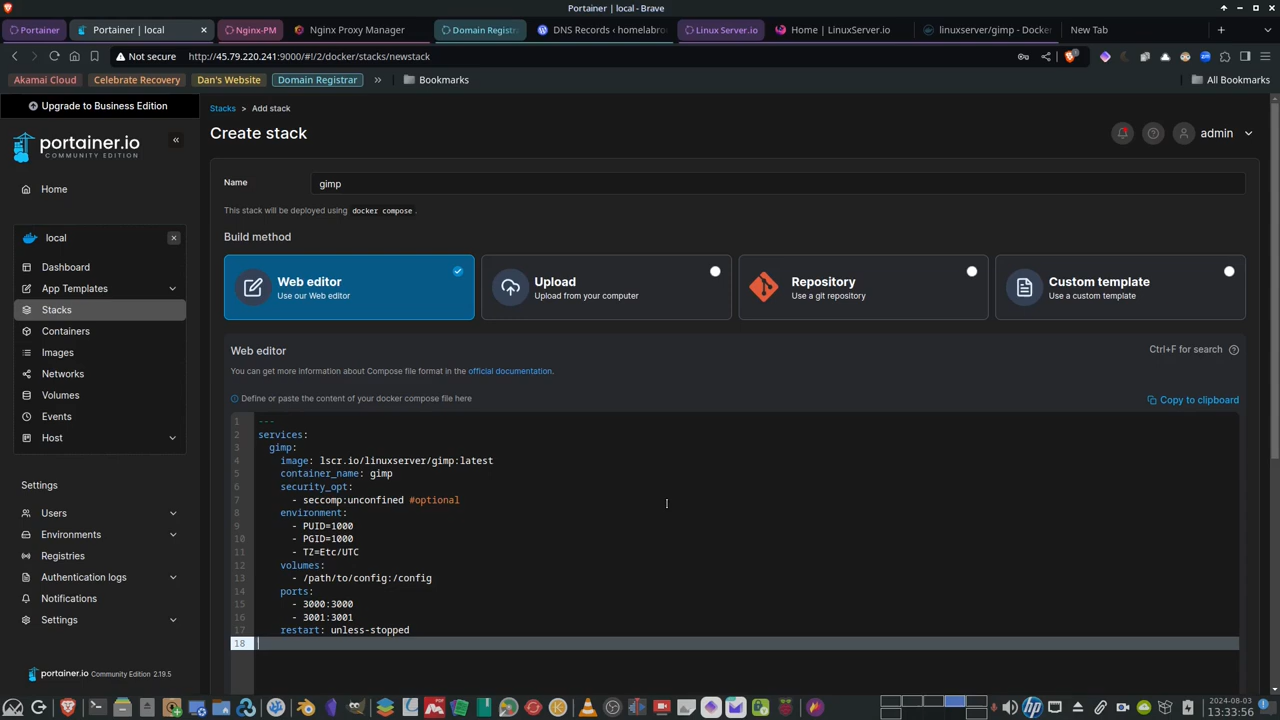 Portainer | local - Brave
Portainer
Portainer | local
Nginx-PM
Nginx Proxy Manager
Domain Registr
DNS Records ‹ homelabro
Linux Server.io
Home | LinuxServer.io
linuxserver/gimp - Docker
New Tab
Not secure
http://45.79.220.241:9000/#!/2/docker/stacks/newstack
Akamai Cloud
Celebrate Recovery
Dan's Website
Domain Registrar
»
Bookmarks
All Bookmarks
Upgrade to Business Edition
portainer.io
COMMUNITY EDITION
«
Home
local
Dashboard
App Templates
Stacks
Containers
Images
Networks
Volumes
Events
Host
Settings
Users
Environments
Registries
Authentication logs
Notifications
Settings
portainer.io Community Edition 2.19.5
Stacks > Add stack
Create stack
admin
Name
gimp
This stack will be deployed using docker compose .
Build method
Web editor
Use our Web editor
Upload
Upload from your computer
Repository
Use a git repository
Custom template
Use a custom template
Web editor
Ctrl+F for search
You can get more information about Compose file format in the official documentation.
Define or paste the content of your docker compose file here
Copy to clipboard
1 ---
2 services:
3 gimp:
4 image: lscr.io/linuxserver/gimp:latest
5 container_name: gimp
6 security_opt:
7 - seccomp:unconfined #optional
8 environment:
9 - PUID=1000
10 - PGID=1000
11 - TZ=Etc/UTC
12 volumes:
13 - /path/to/config:/config
14 ports:
15 - 3000:3000
16 - 3001:3001
17 restart: unless-stopped
18
2024-08-03
13:33:56